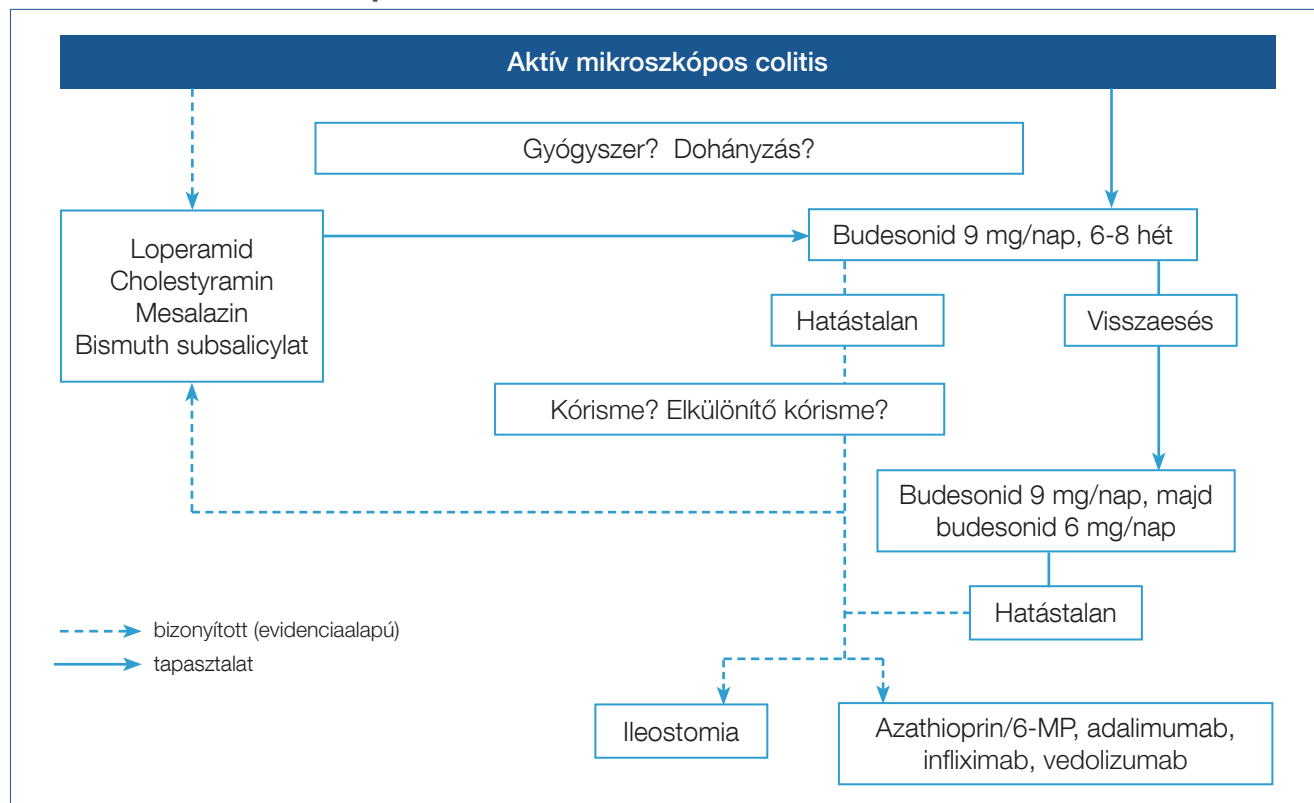 Aktív mikroszkópos colitis
Gyógyszer? Dohányzás?
Loperamid
Cholestyramin
Mesalazin
Bismuth subsalicylat
Budesonid 9 mg/nap, 6-8 hét
Hatástalan
Visszaesés
Kórisme? Elkülönítő kórisme?
Budesonid 9 mg/nap, majd
budesonid 6 mg/nap
Hatástalan
bizonyított (evidenciaalapú)
tapasztalat
Ileostomia
Azathioprin/6-MP, adalimumab,
infliximab, vedolizumab